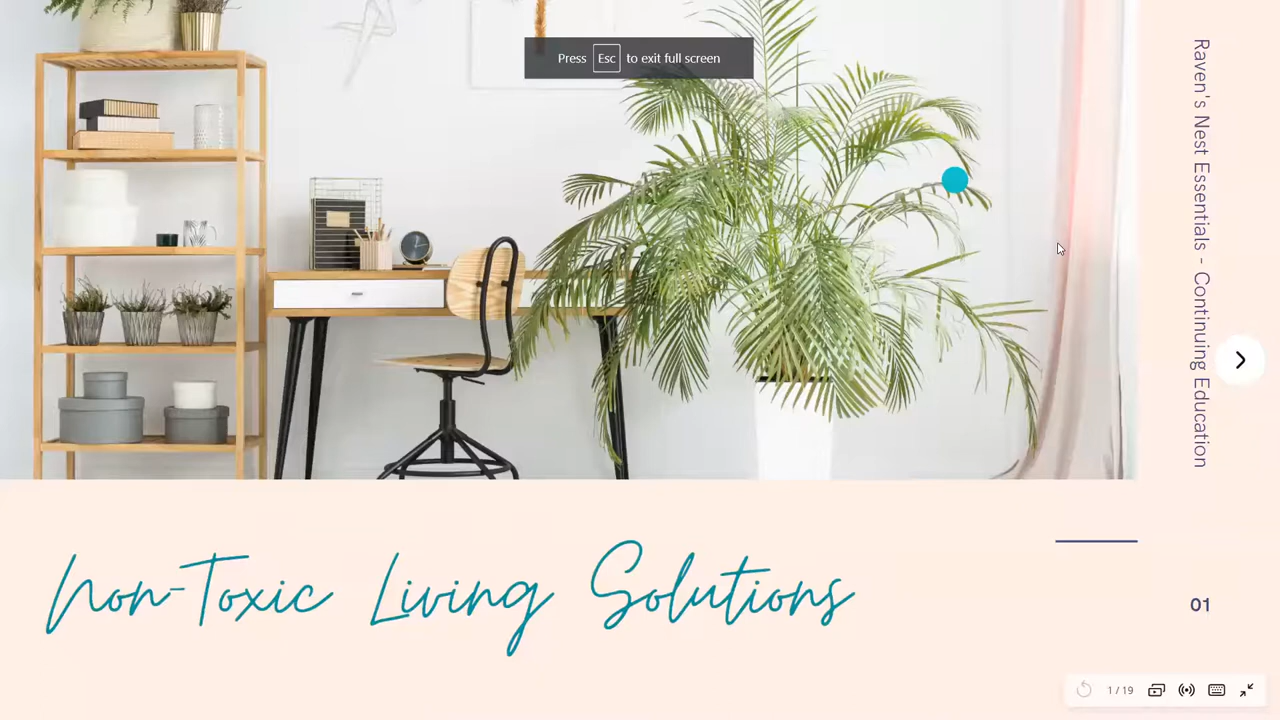 Press Esc to exit full screen
Raven's Nest Essentials - Continuing Education
Non-Toxic Living Solutions
01
1 / 19